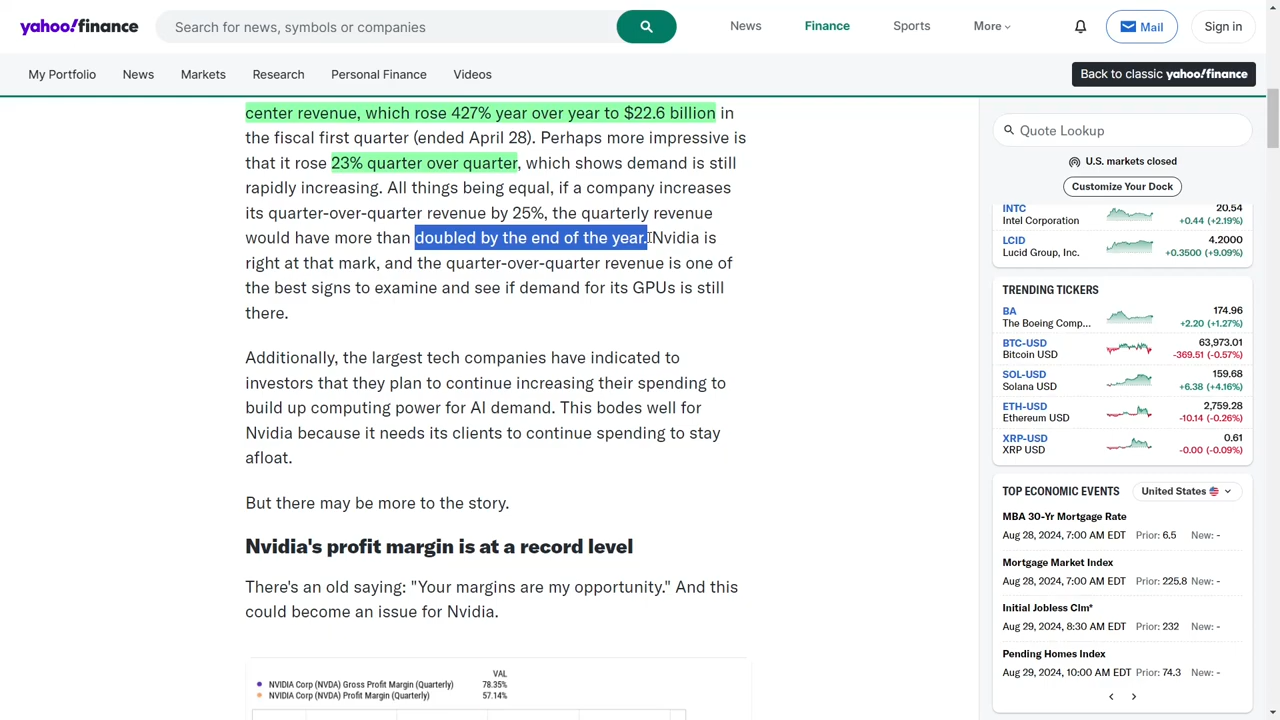 yahoo!finance
Search for news, symbols or companies
News
Finance
Sports
More
Mail
Sign in
My Portfolio
News
Markets
Research
Personal Finance
Videos
Back to classic yahoo!finance
center revenue, which rose 427% year over year to $22.6 billion in
the fiscal first quarter (ended April 28). Perhaps more impressive is
that it rose 23% quarter over quarter, which shows demand is still
rapidly increasing. All things being equal, if a company increases
its quarter-over-quarter revenue by 25%, the quarterly revenue
would have more than doubled by the end of the year. Nvidia is
right at that mark, and the quarter-over-quarter revenue is one of
the best signs to examine and see if demand for its GPUs is still
there.
Additionally, the largest tech companies have indicated to
investors that they plan to continue increasing their spending to
build up computing power for AI demand. This bodes well for
Nvidia because it needs its clients to continue spending to stay
afloat.
But there may be more to the story.
Nvidia's profit margin is at a record level
There's an old saying: "Your margins are my opportunity." And this
could become an issue for Nvidia.
VAL
NVIDIA Corp (NVDA) Gross Profit Margin (Quarterly) 78.35%
NVIDIA Corp (NVDA) Profit Margin (Quarterly) 57.14%
Quote Lookup
U.S. markets closed
Customize Your Dock
INTC 20.54
Intel Corporation +0.44 (+2.19%)
LCID 4.2000
Lucid Group, Inc. +0.3500 (+9.09%)
TRENDING TICKERS
BA 174.96
The Boeing Comp... +2.20 (+1.27%)
BTC-USD 63,973.01
Bitcoin USD -369.51 (-0.57%)
SOL-USD 159.68
Solana USD +6.38 (+4.16%)
ETH-USD 2,759.28
Ethereum USD -10.14 (-0.26%)
XRP-USD 0.61
XRP USD -0.00 (-0.09%)
TOP ECONOMIC EVENTS United States
MBA 30-Yr Mortgage Rate
Aug 28, 2024, 7:00 AM EDT Prior: 6.5 New: -
Mortgage Market Index
Aug 28, 2024, 7:00 AM EDT Prior: 225.8 New: -
Initial Jobless Clm*
Aug 29, 2024, 8:30 AM EDT Prior: 232 New: -
Pending Homes Index
Aug 29, 2024, 10:00 AM EDT Prior: 74.3 New: -